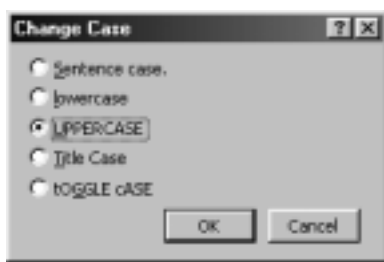 Change Case
Sentence case.
lowercase
UPPERCASE
Title Case
tOGGLE cASE
OK Cancel